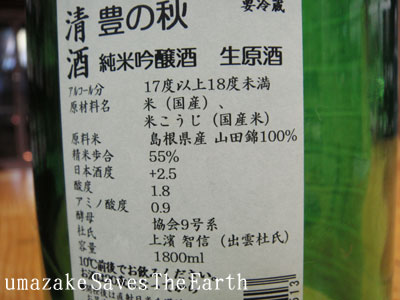 要冷蔵
清酒 豊の秋
純米吟醸酒 生原酒
アルコール分 17度以上18度未満
原材料名 米(国産)、
米こうじ(国産米)
原料米 島根県産 山田錦100%
精米歩合 55%
日本酒度 +2.5
酸度 1.8
アミノ酸度 0.9
酵母 協会9号系
杜氏 上濱 智信(出雲杜氏)
容量 1800ml
10℃前後でお飲みください。
umazakeSavesTheEarth